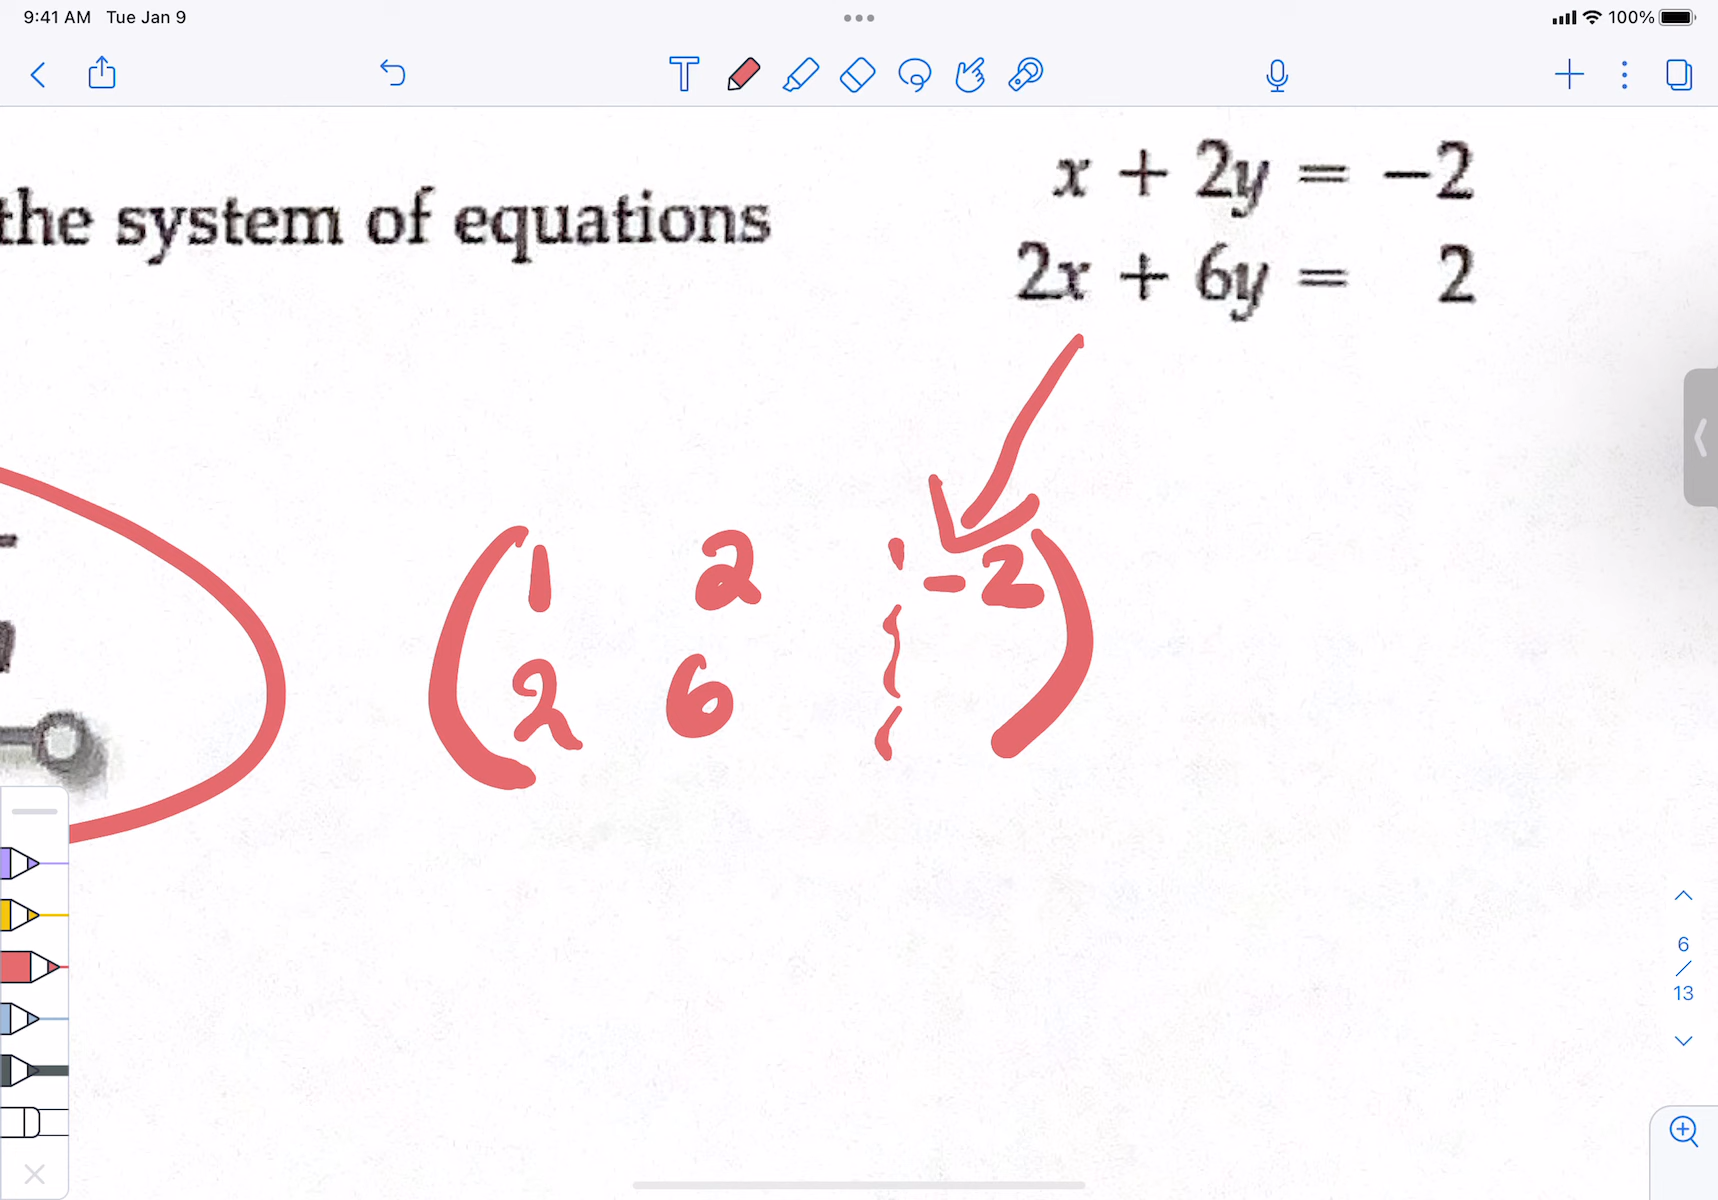 9:41 AM Tue Jan 9
100%
x + 2y = −2
the system of equations
2x + 6y = 2
1 2 -2
2 6
6
/
13